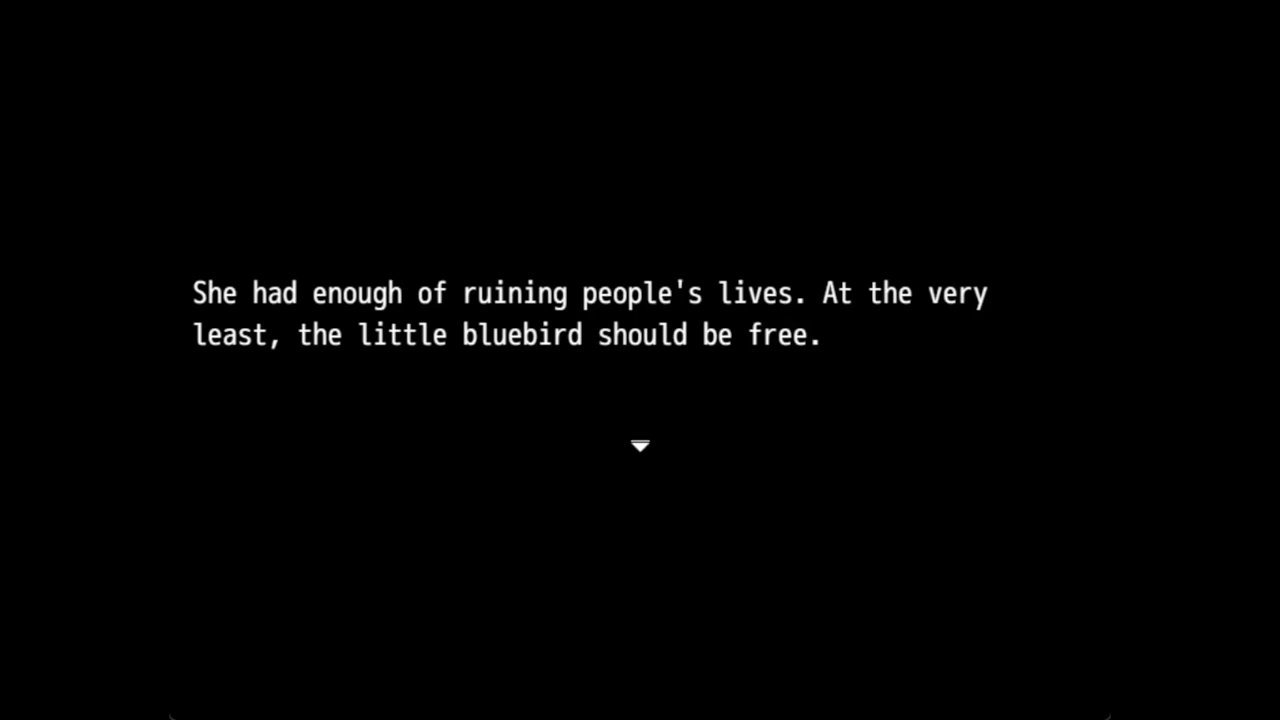 She had enough of ruining people's lives. At the very
least, the little bluebird should be free.